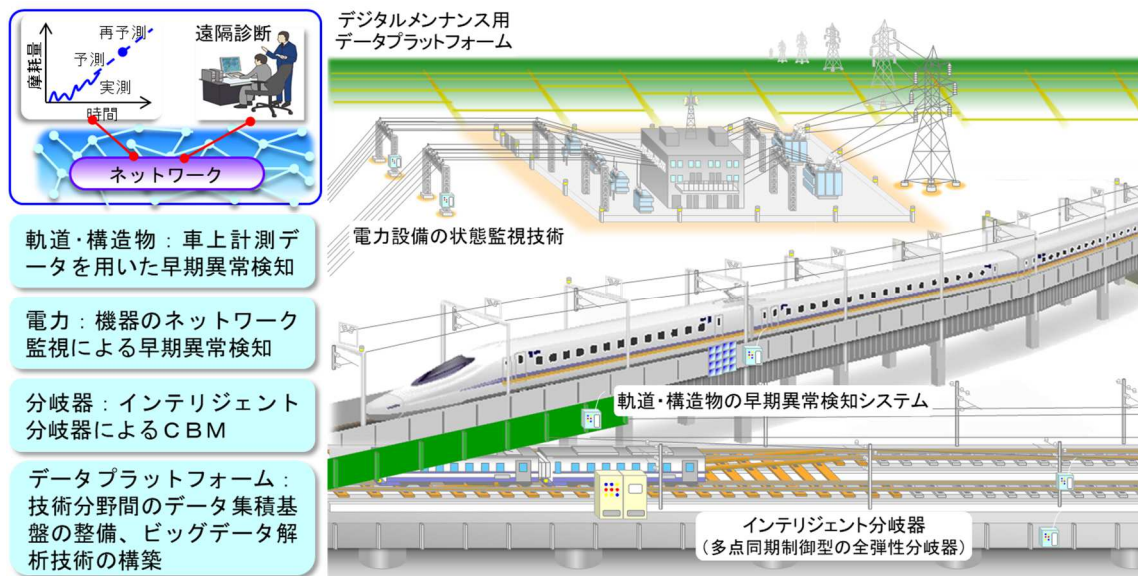 摩耗量
再予測
予測
実測
時間
遠隔診断
ネットワーク
軌道・構造物：車上計測デ
ータを用いた早期異常検知
電力：機器のネットワーク
監視による早期異常検知
分岐器：インテリジェント
分岐器によるＣＢＭ
データプラットフォーム：
技術分野間のデータ集積基
盤の整備、ビッグデータ解
析技術の構築
デジタルメンナンス用
データプラットフォーム
電力設備の状態監視技術
軌道・構造物の早期異常検知システム
インテリジェント分岐器
（多点同期制御型の全弾性分岐器）